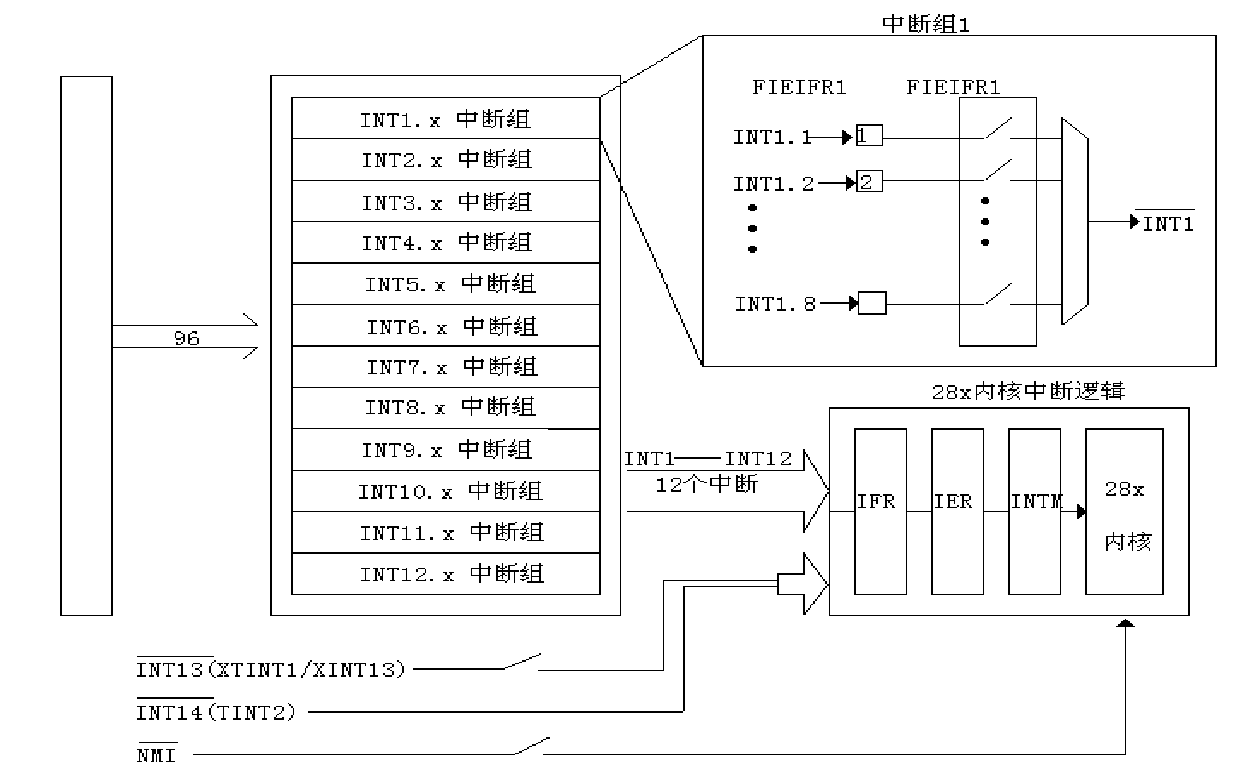 中断组1
FIEIFR1 FIEIFR1
INT1.1 1
INT1.2 2
INT1.8
INT1
INT1.x 中断组
INT2.x 中断组
INT3.x 中断组
INT4.x 中断组
INT5.x 中断组
INT6.x 中断组
INT7.x 中断组
INT8.x 中断组
INT9.x 中断组
INT10.x 中断组
INT11.x 中断组
INT12.x 中断组
96
28x内核中断逻辑
INT1——INT12
12个中断
IFR IER INTM 28x
内核
INT13(XTINT1/XINT13)
INT14(TINT2)
NMI